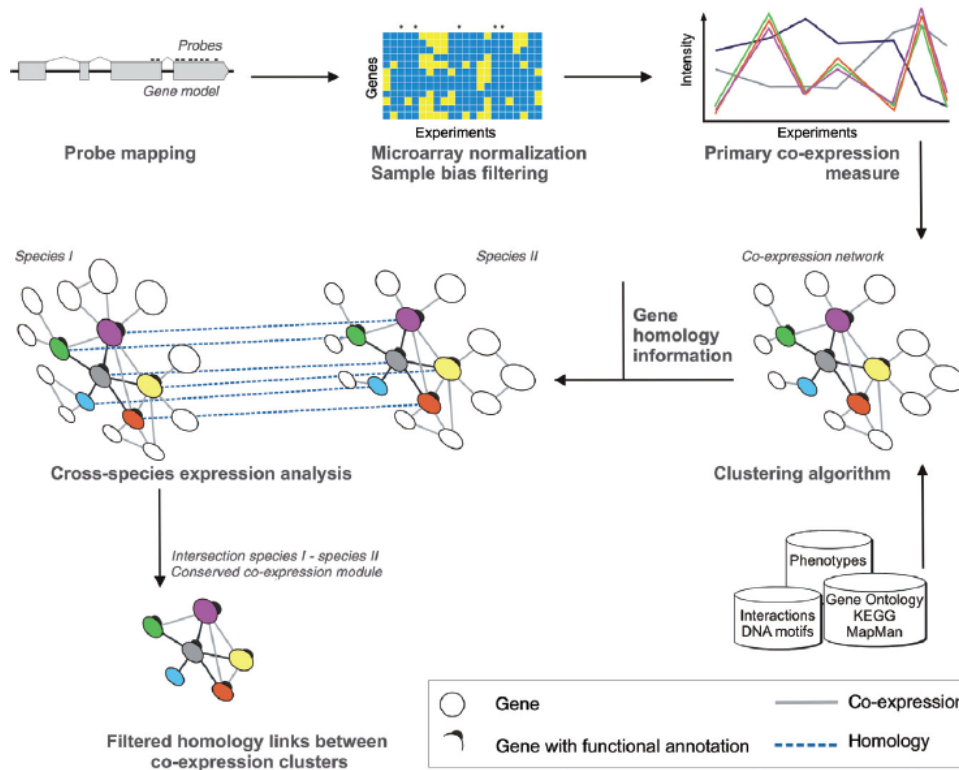 Probes
Gene model
Probe mapping
* * * * *
Genes
Experiments
Microarray normalization
Sample bias filtering
Intensity
Experiments
Primary co-expression
measure
Species I
Species II
Gene
homology
information
Co-expression network
Cross-species expression analysis
Clustering algorithm
Intersection species I - species II
Conserved co-expression module
Phenotypes
Interactions
DNA motifs
Gene Ontology
KEGG
MapMan
Filtered homology links between
co-expression clusters
Gene
Co-expression
Gene with functional annotation
Homology